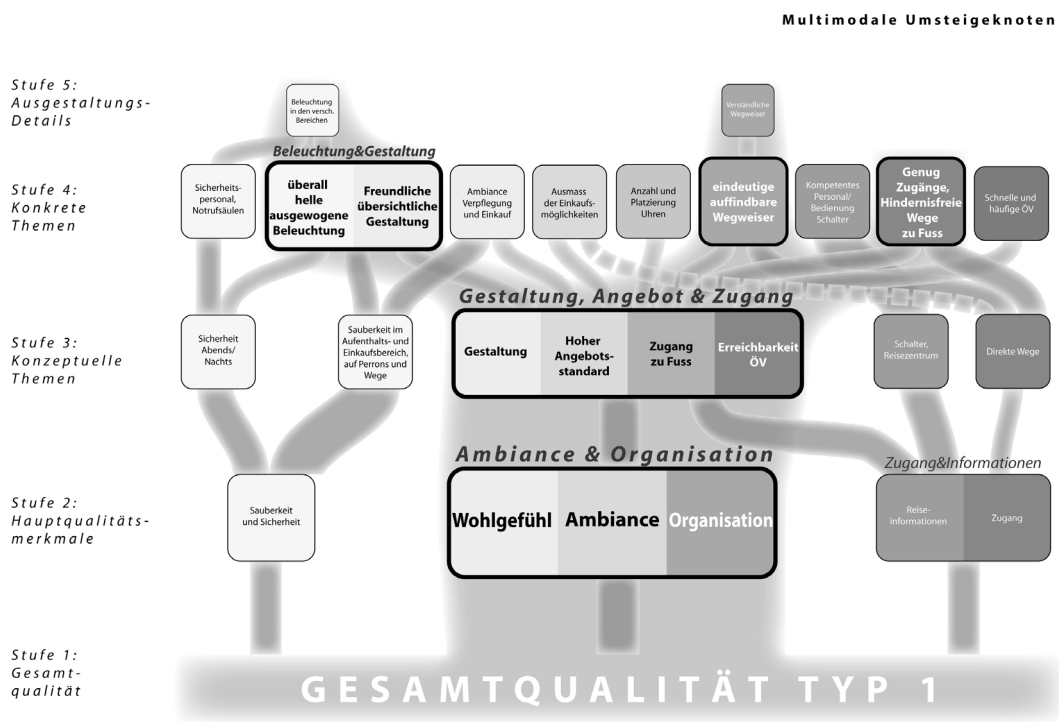 Multimodale Umsteigeknoten
Stufe 5:
Ausgestaltungs-
Details
Beleuchtung
in den versch.
Bereichen
Verständliche
Wegweiser
Beleuchtung&Gestaltung
Stufe 4:
Konkrete
Themen
Sicherheits-
personal,
Notrufsäulen
überall
helle
ausgewogene
Beleuchtung
Freundliche
übersichtliche
Gestaltung
Ambiance
Verpflegung
und Einkauf
Ausmass
der Einkaufs-
möglichkeiten
Anzahl und
Platzierung
Uhren
eindeutige
auffindbare
Wegweiser
Kompetentes
Personal/
Bedienung
Schalter
Genug
Zugänge,
Hindernisfreie
Wege
zu Fuss
Schnelle und
häufige ÖV
Gestaltung, Angebot & Zugang
Stufe 3:
Konzeptuelle
Themen
Sicherheit
Abends/
Nachts
Sauberkeit im
Aufenthalts- und
Einkaufsbereich,
auf Perrons und
Wege
Gestaltung
Hoher
Angebots-
standard
Zugang
zu Fuss
Erreichbarkeit
ÖV
Schalter,
Reisezentrum
Direkte Wege
Ambiance & Organisation
Zugang&Informationen
Stufe 2:
Hauptqualitäts-
merkmale
Sauberkeit
und Sicherheit
Wohlgefühl
Ambiance
Organisation
Reise-
informationen
Zugang
Stufe 1:
Gesamt-
qualität
GESAMTQUALITÄT TYP 1